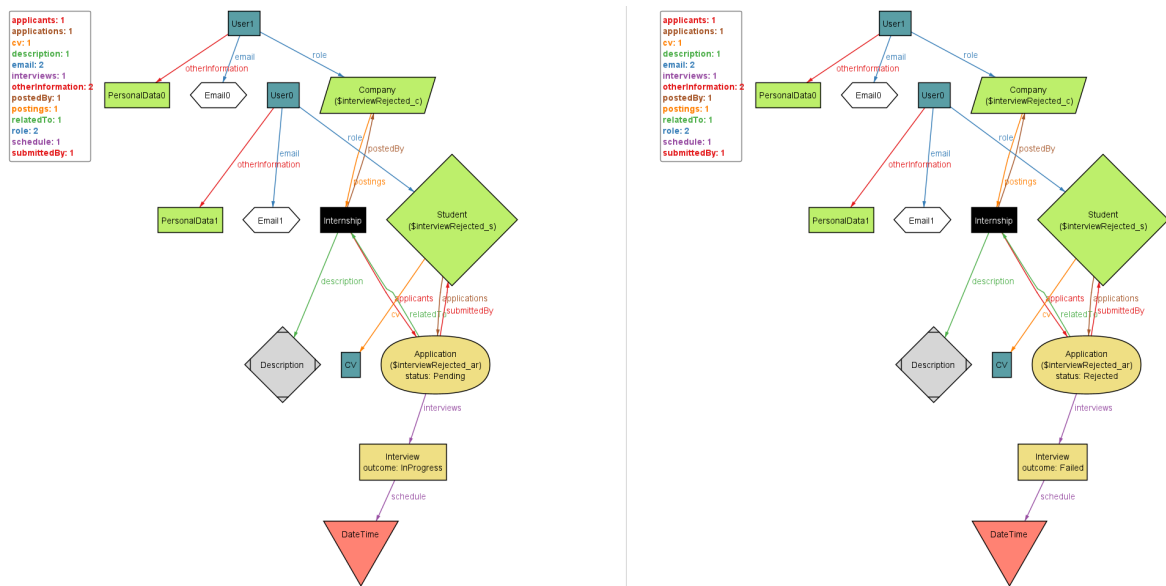 applicants: 1
applications: 1
cv: 1
description: 1
email: 2
interviews: 1
otherInformation: 2
postedBy: 1
postings: 1
relatedTo: 1
role: 2
schedule: 1
submittedBy: 1
User1
email
role
otherInformation
PersonalData0
Email0
User0
Company
($interviewRejected_c)
role
postedBy
email
otherInformation
postings
PersonalData1
Email1
Internship
Student
($interviewRejected_s)
description
applicants
applications
cv
relatedTo
submittedBy
Description
CV
Application
($interviewRejected_ar)
status: Pending
interviews
Interview
outcome: InProgress
schedule
DateTime
applicants: 1
applications: 1
cv: 1
description: 1
email: 2
interviews: 1
otherInformation: 2
postedBy: 1
postings: 1
relatedTo: 1
role: 2
schedule: 1
submittedBy: 1
User1
email
role
otherInformation
PersonalData0
Email0
User0
Company
($interviewRejected_c)
role
postedBy
email
otherInformation
postings
PersonalData1
Email1
Internship
Student
($interviewRejected_s)
description
applicants
applications
cv
relatedTo
submittedBy
Description
CV
Application
($interviewRejected_ar)
status: Rejected
interviews
Interview
outcome: Failed
schedule
DateTime